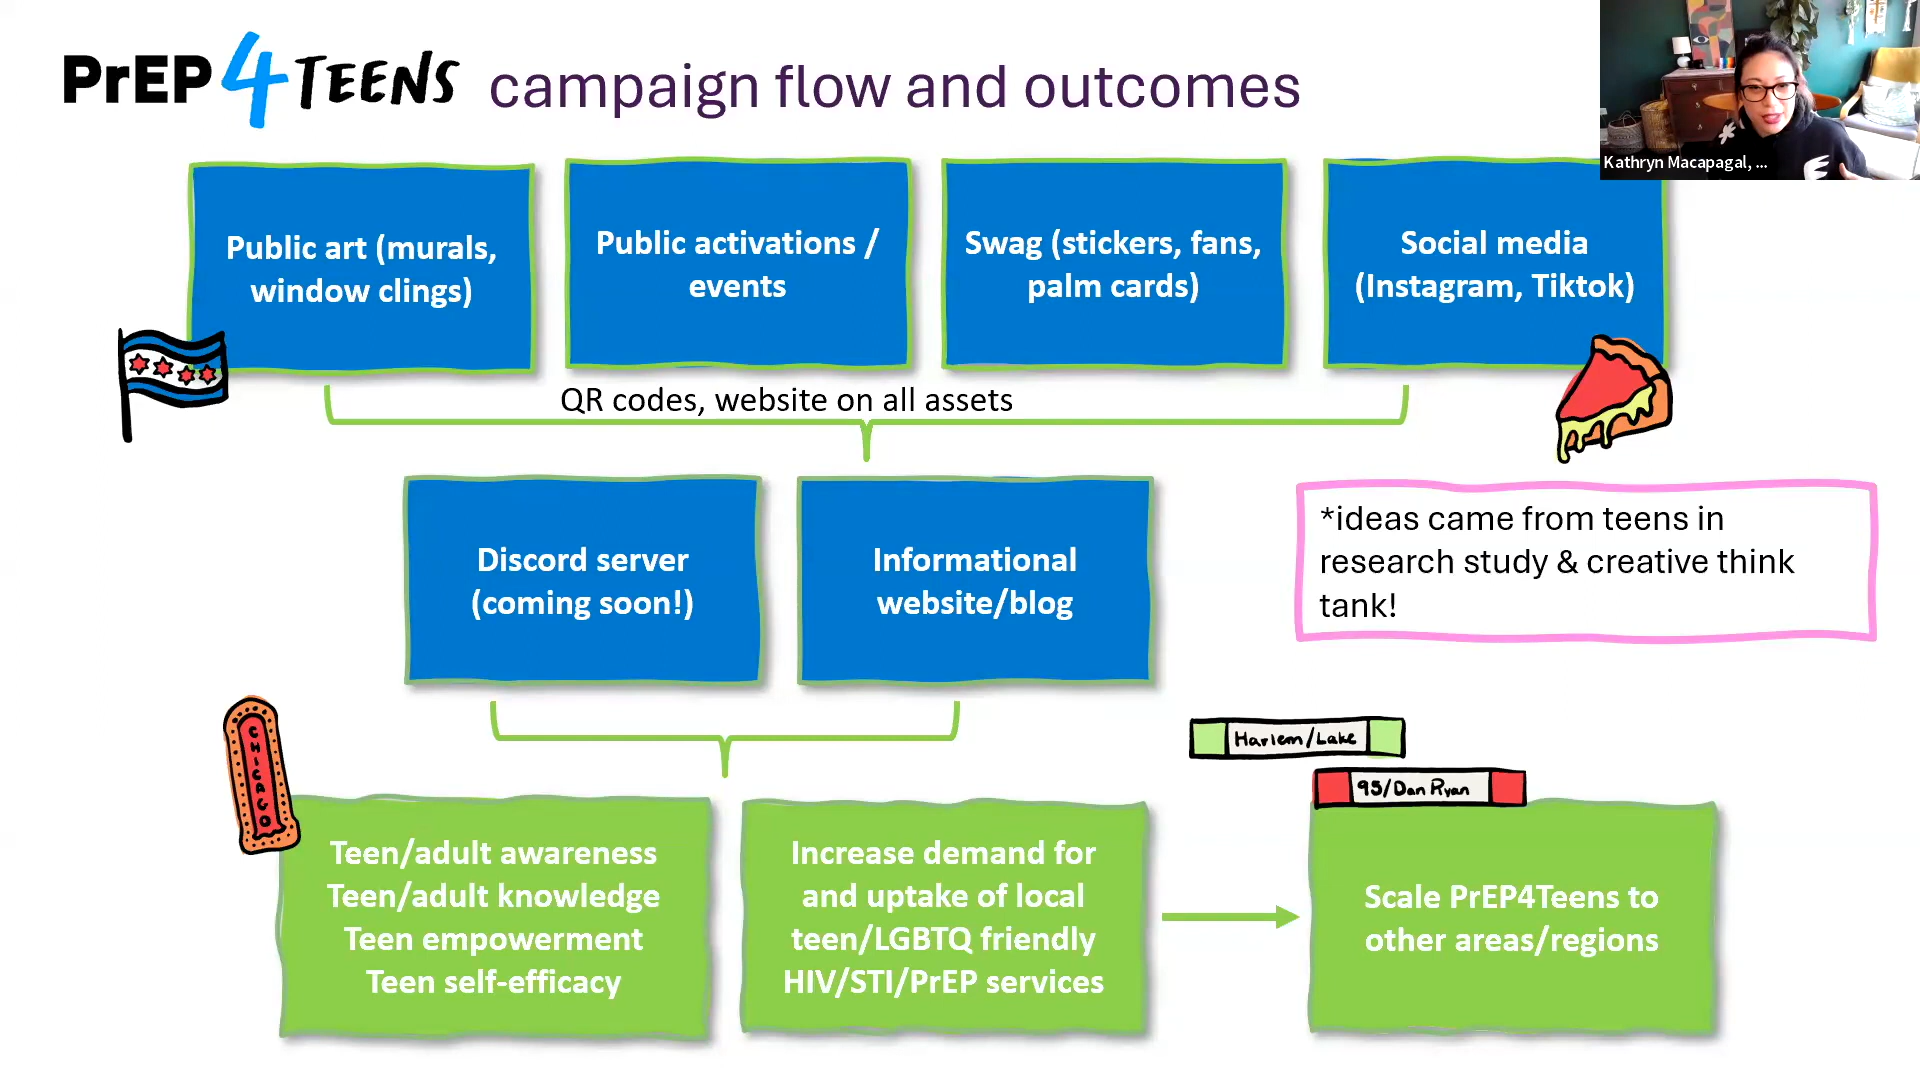 PrEP4TEENS campaign flow and outcomes
Kathryn Macapagal, ...
Public art (murals,
window clings)
Public activations /
events
Swag (stickers, fans,
palm cards)
Social media
(Instagram, Tiktok)
QR codes, website on all assets
Discord server
(coming soon!)
Informational
website/blog
*ideas came from teens in
research study & creative think
tank!
CHICAGO
Harlem/Lake
95/Dan Ryan
Teen/adult awareness
Teen/adult knowledge
Teen empowerment
Teen self-efficacy
Increase demand for
and uptake of local
teen/LGBTQ friendly
HIV/STI/PrEP services
Scale PrEP4Teens to
other areas/regions